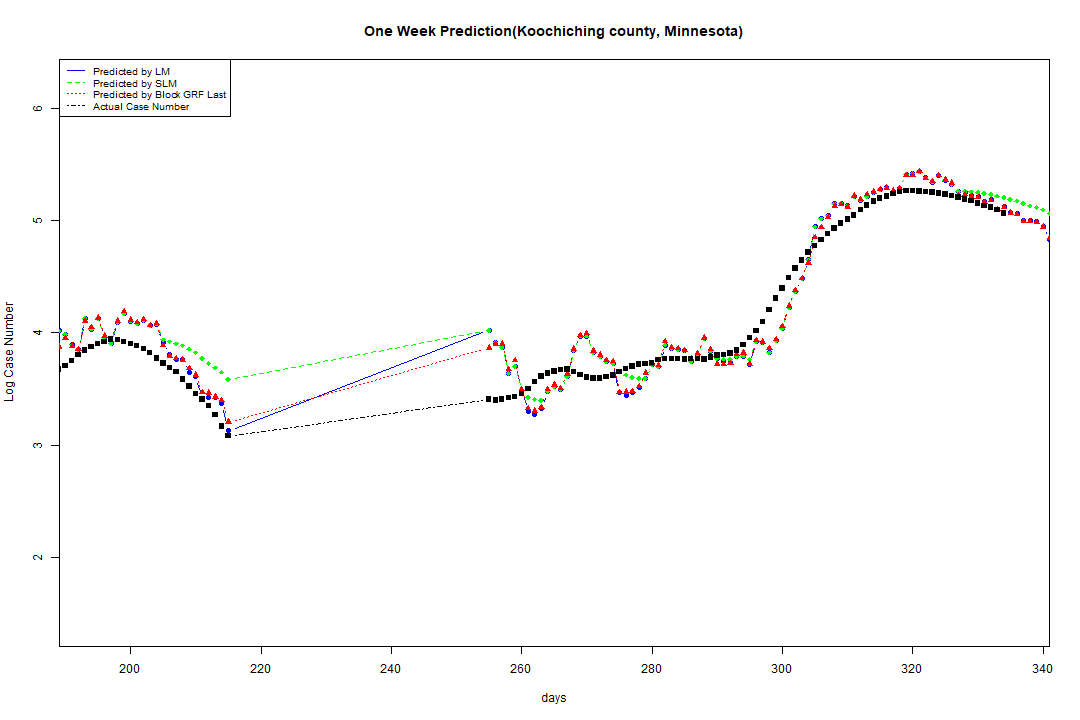 One Week Prediction(Koochiching county, Minnesota)
Predicted by LM
Predicted by SLM
Predicted by Block GRF Last
Actual Case Number
6
5
4
3
2
Log Case Number
200 220 240 260 280 300 320 340
days